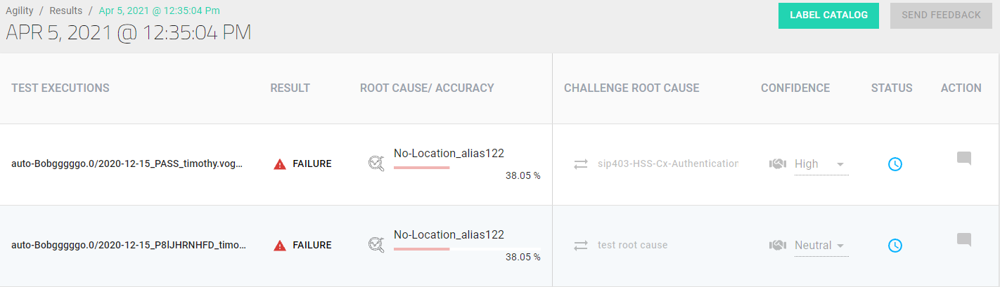 Agility / Results / Apr 5, 2021 @ 12:35:04 Pm
APR 5, 2021 @ 12:35:04 PM
LABEL CATALOG
SEND FEEDBACK
TEST EXECUTIONS RESULT ROOT CAUSE/ ACCURACY CHALLENGE ROOT CAUSE CONFIDENCE STATUS ACTION
No-Location_alias122
auto-Bobgggggo.0/2020-12-15_PASS_timothy.vog... FAILURE sip403-HSS-Cx-Authentication High
38.05 %
No-Location_alias122
auto-Bobgggggo.0/2020-12-15_P8lJHRNHFD_timo... FAILURE test root cause Neutral
38.05 %